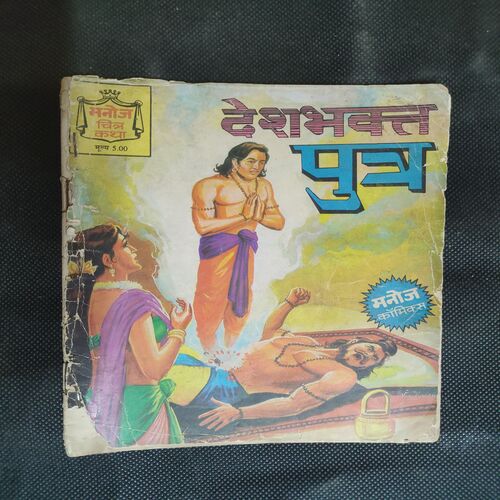 मनोज
चित्र
कथा
मूल्य 5.00
देशभक्त
पुत्र
मनोज
कॉमिक्स